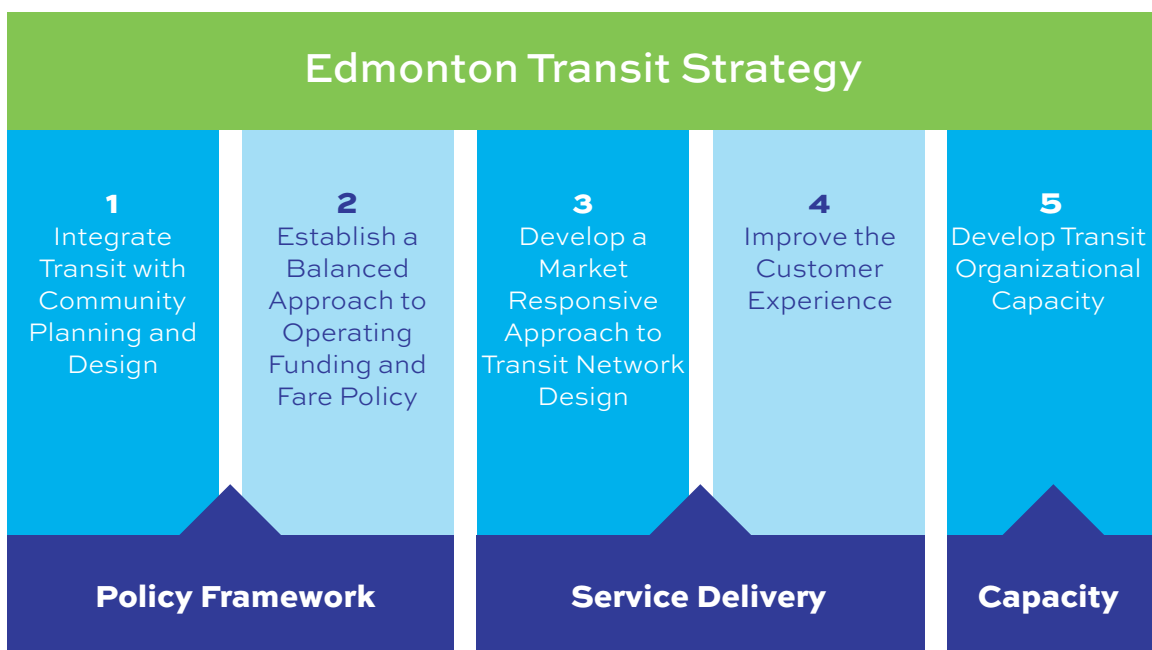 Edmonton Transit Strategy
1
Integrate
Transit with
Community
Planning and
Design
2
Establish a
Balanced
Approach to
Operating
Funding and
Fare Policy
3
Develop a
Market
Responsive
Approach to
Transit Network
Design
4
Improve the
Customer
Experience
5
Develop Transit
Organizational
Capacity
Policy Framework
Service Delivery
Capacity